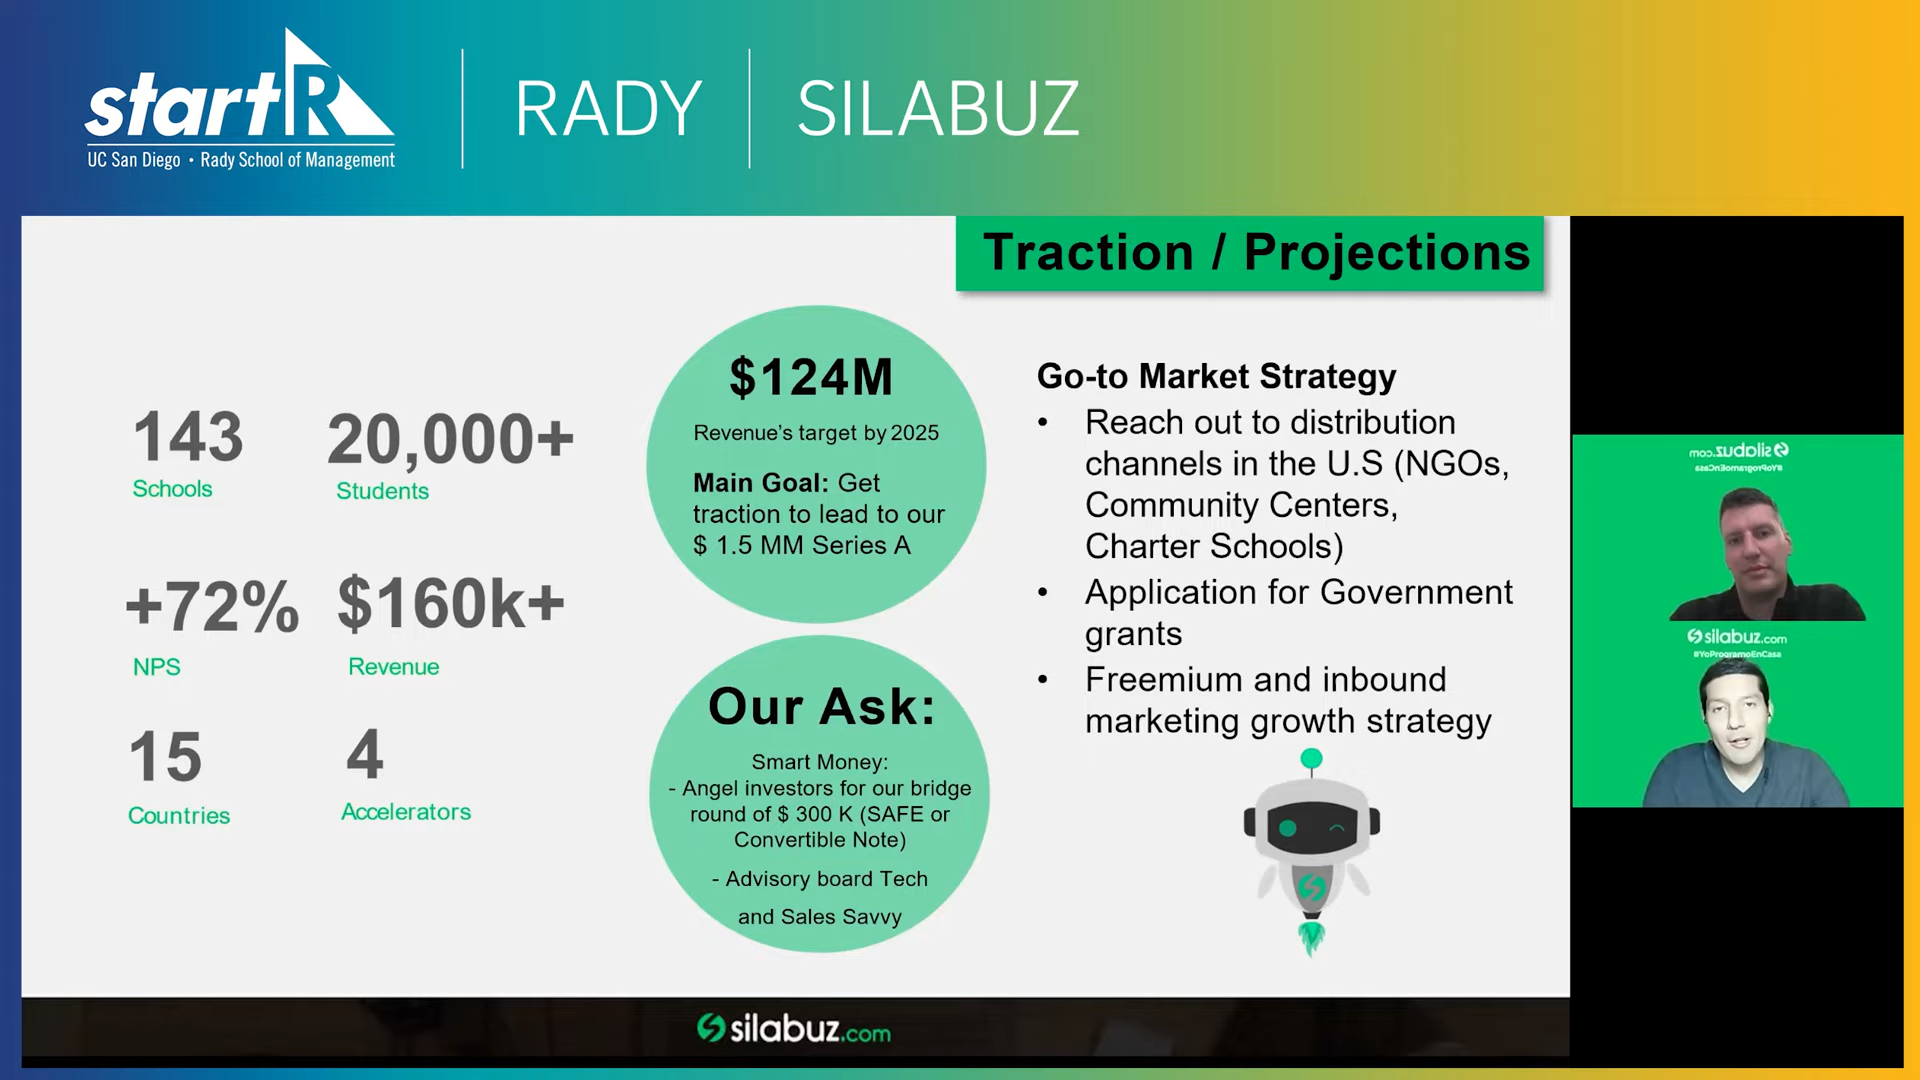 startR
UC San Diego • Rady School of Management
RADY
SILABUZ
Traction / Projections
143
Schools
20,000+
Students
+72%
NPS
$160k+
Revenue
15
Countries
4
Accelerators
$124M
Revenue's target by 2025
Main Goal: Get
traction to lead to our
$ 1.5 MM Series A
Our Ask:
Smart Money:
- Angel investors for our bridge
round of $ 300 K (SAFE or
Convertible Note)
- Advisory board Tech
and Sales Savvy
Go-to Market Strategy
• Reach out to distribution
channels in the U.S (NGOs,
Community Centers,
Charter Schools)
• Application for Government
grants
• Freemium and inbound
marketing growth strategy
silabuz.com
#YoProgramoEnCasa
silabuz.com
#YoProgramoEnCasa
silabuz.com